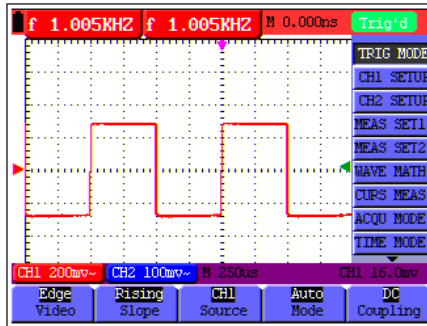 f 1.005KHZ f 1.005KHZ M 0.000ns Trig'd
TRIG MODE
CH1 SETUP
CH2 SETUP
MEAS SET1
MEAS SET2
WAVE MATH
CURS MEAS
ACQU MODE
TIME MODE
CH1 200mv~ CH2 100mv~ M 250us CH1 16.0mv
Edge Rising CH1 Auto DC
Video Slope Source Mode Coupling